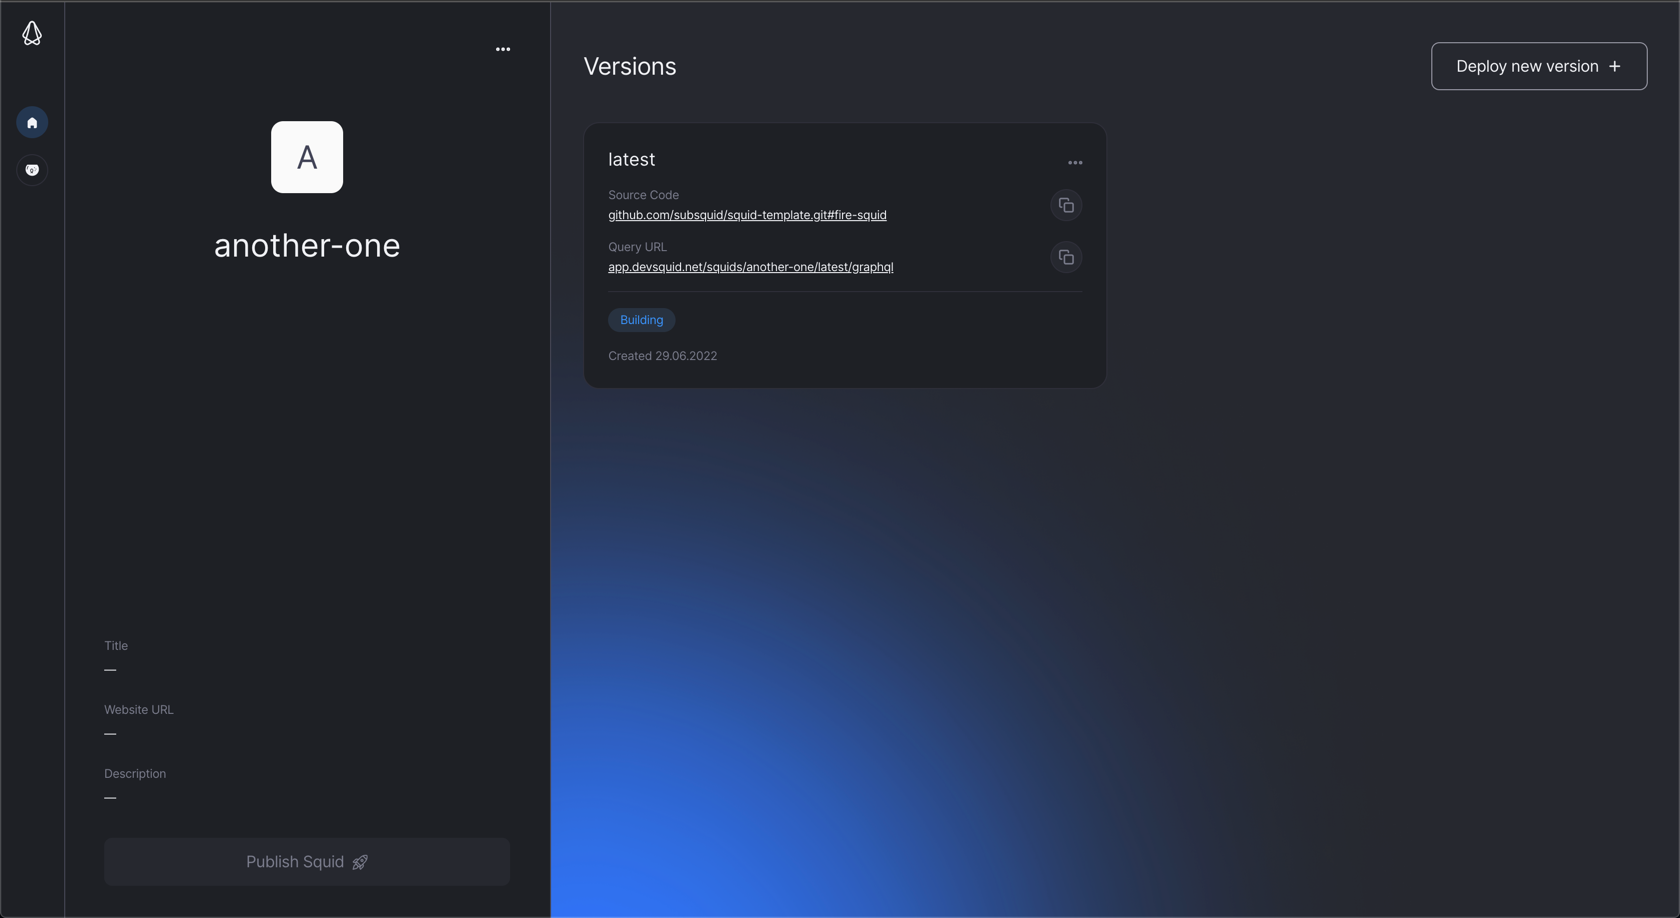 A
another-one
Title
—
Website URL
—
Description
—
Publish Squid
Versions
Deploy new version +
latest
Source Code
github.com/subsquid/squid-template.git#fire-squid
Query URL
app.devsquid.net/squids/another-one/latest/graphql
Building
Created 29.06.2022